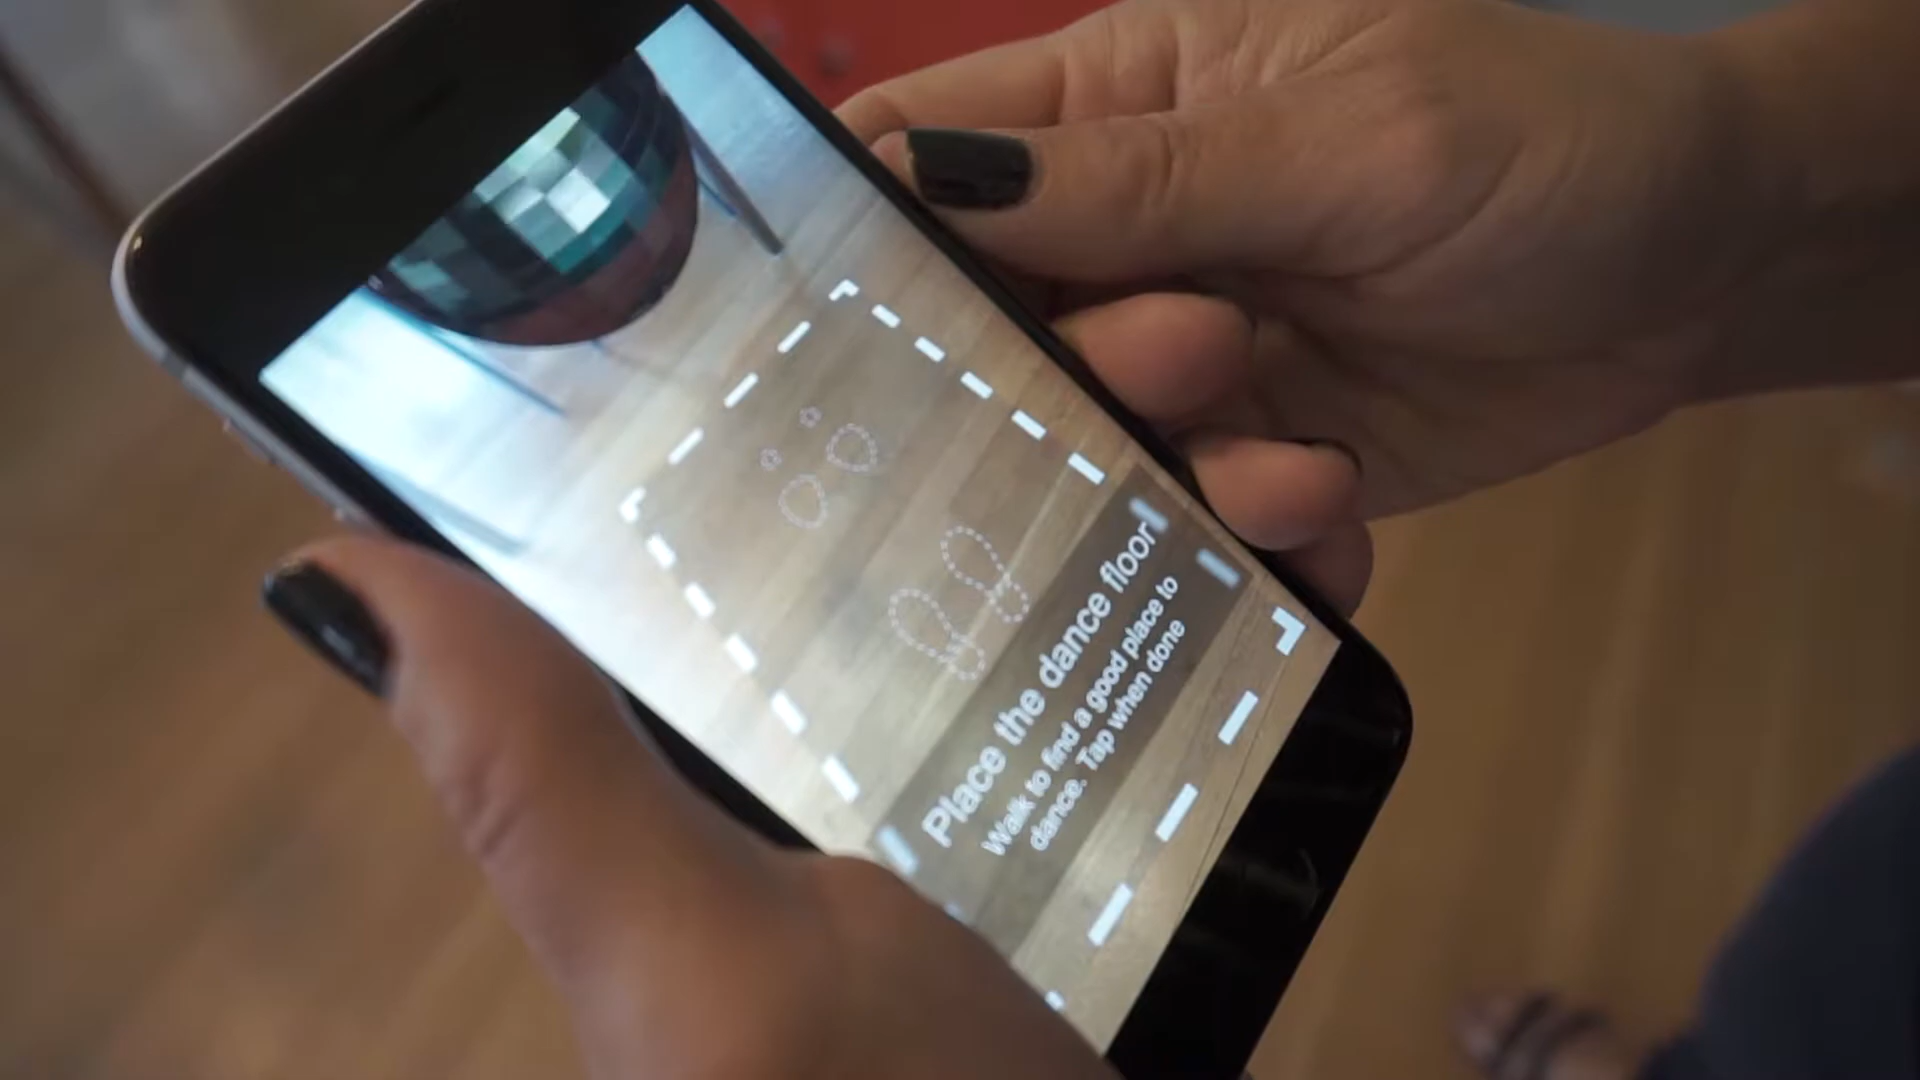 Place the dance floor
Walk to find a good place to
dance. Tap when done